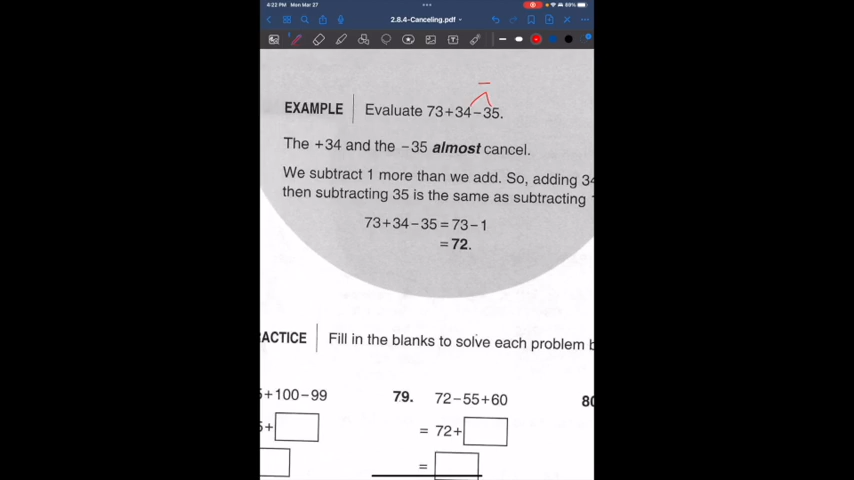 4:22 PM Mon Mar 27
2.8.4-Canceling.pdf
EXAMPLE Evaluate 73+34−35.
The +34 and the −35 almost cancel.
We subtract 1 more than we add. So, adding 34
then subtracting 35 is the same as subtracting
73+34−35=73−1
=72.
RACTICE Fill in the blanks to solve each problem b
5+100−99 79. 72−55+60 80
5+ = 72+
=